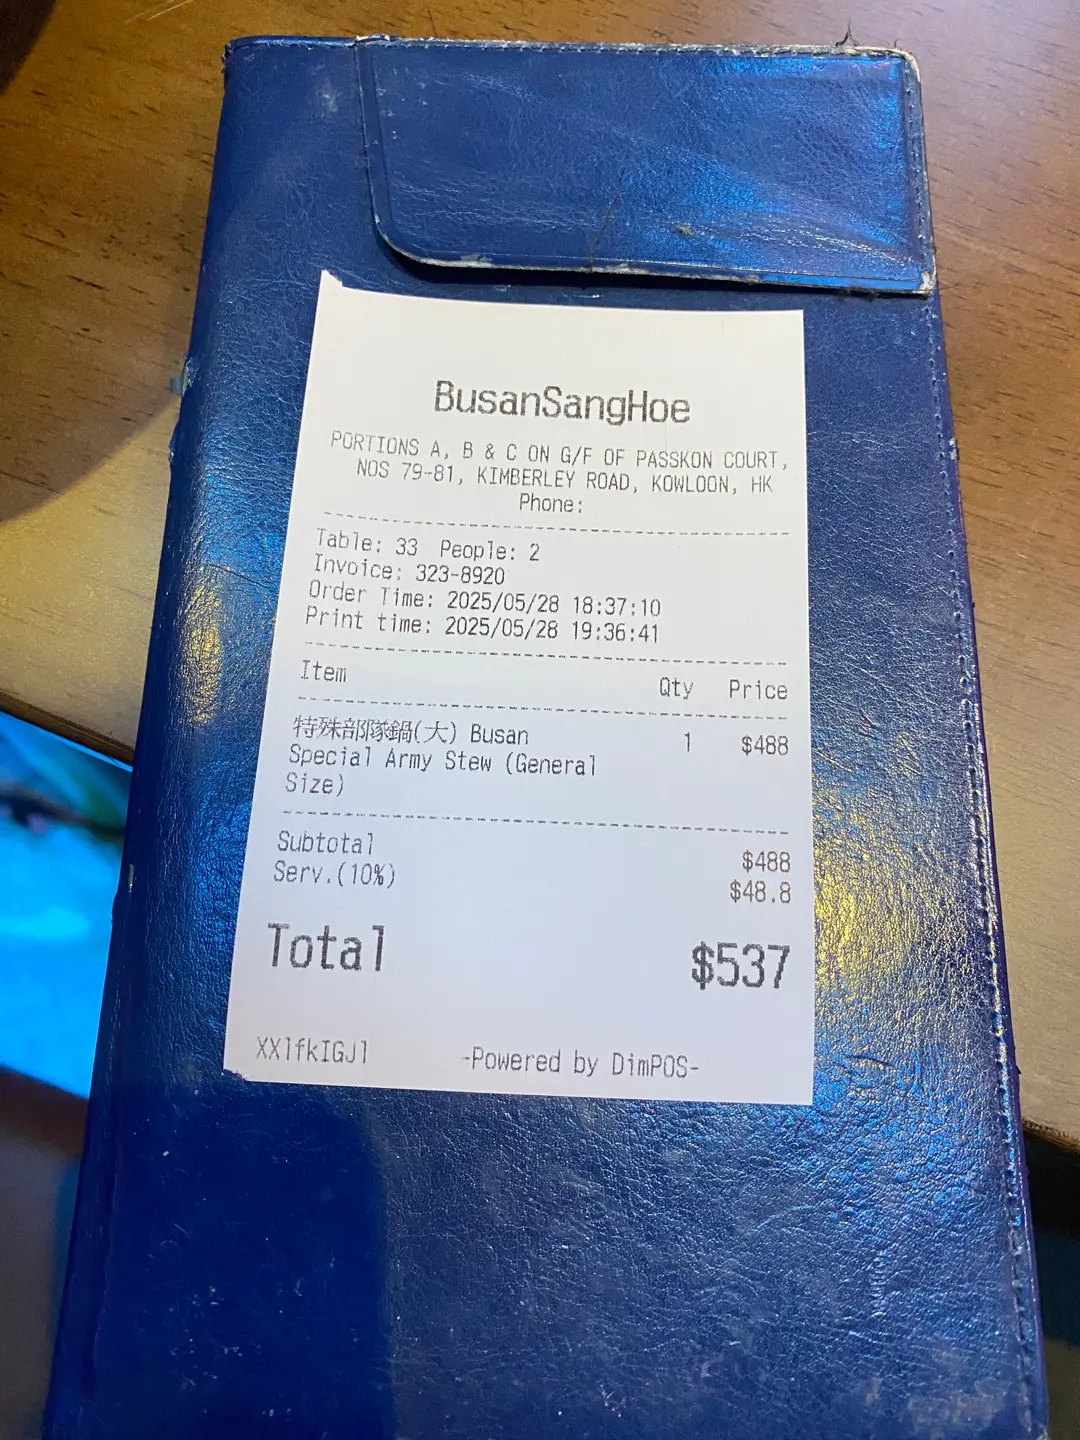 BusanSangHoe
PORTIONS A, B & C ON G/F OF PASSKON COURT,
NOS 79-81, KIMBERLEY ROAD, KOWLOON, HK
Phone:
Table: 33 People: 2
Invoice: 323-8920
Order Time: 2025/05/28 18:37:10
Print time: 2025/05/28 19:36:41
Item Qty Price
特殊部隊鍋(大) Busan 1 $488
Special Army Stew (General
Size)
Subtotal $488
Serv.(10%) $48.8
Total $537
XX1fkIGJ1 -Powered by DimPOS-